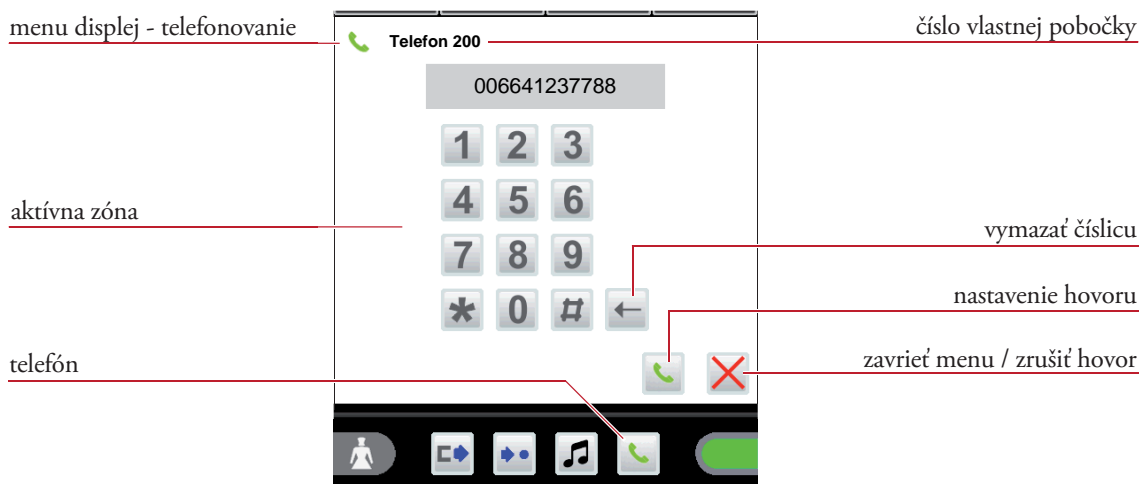 menu displej - telefonovanie
číslo vlastnej pobočky
Telefon 200
006641237788
1 2 3
4 5 6
aktívna zóna
7 8 9
vymazať číslicu
* 0 #
nastavenie hovoru
telefón
zavrieť menu / zrušiť hovor